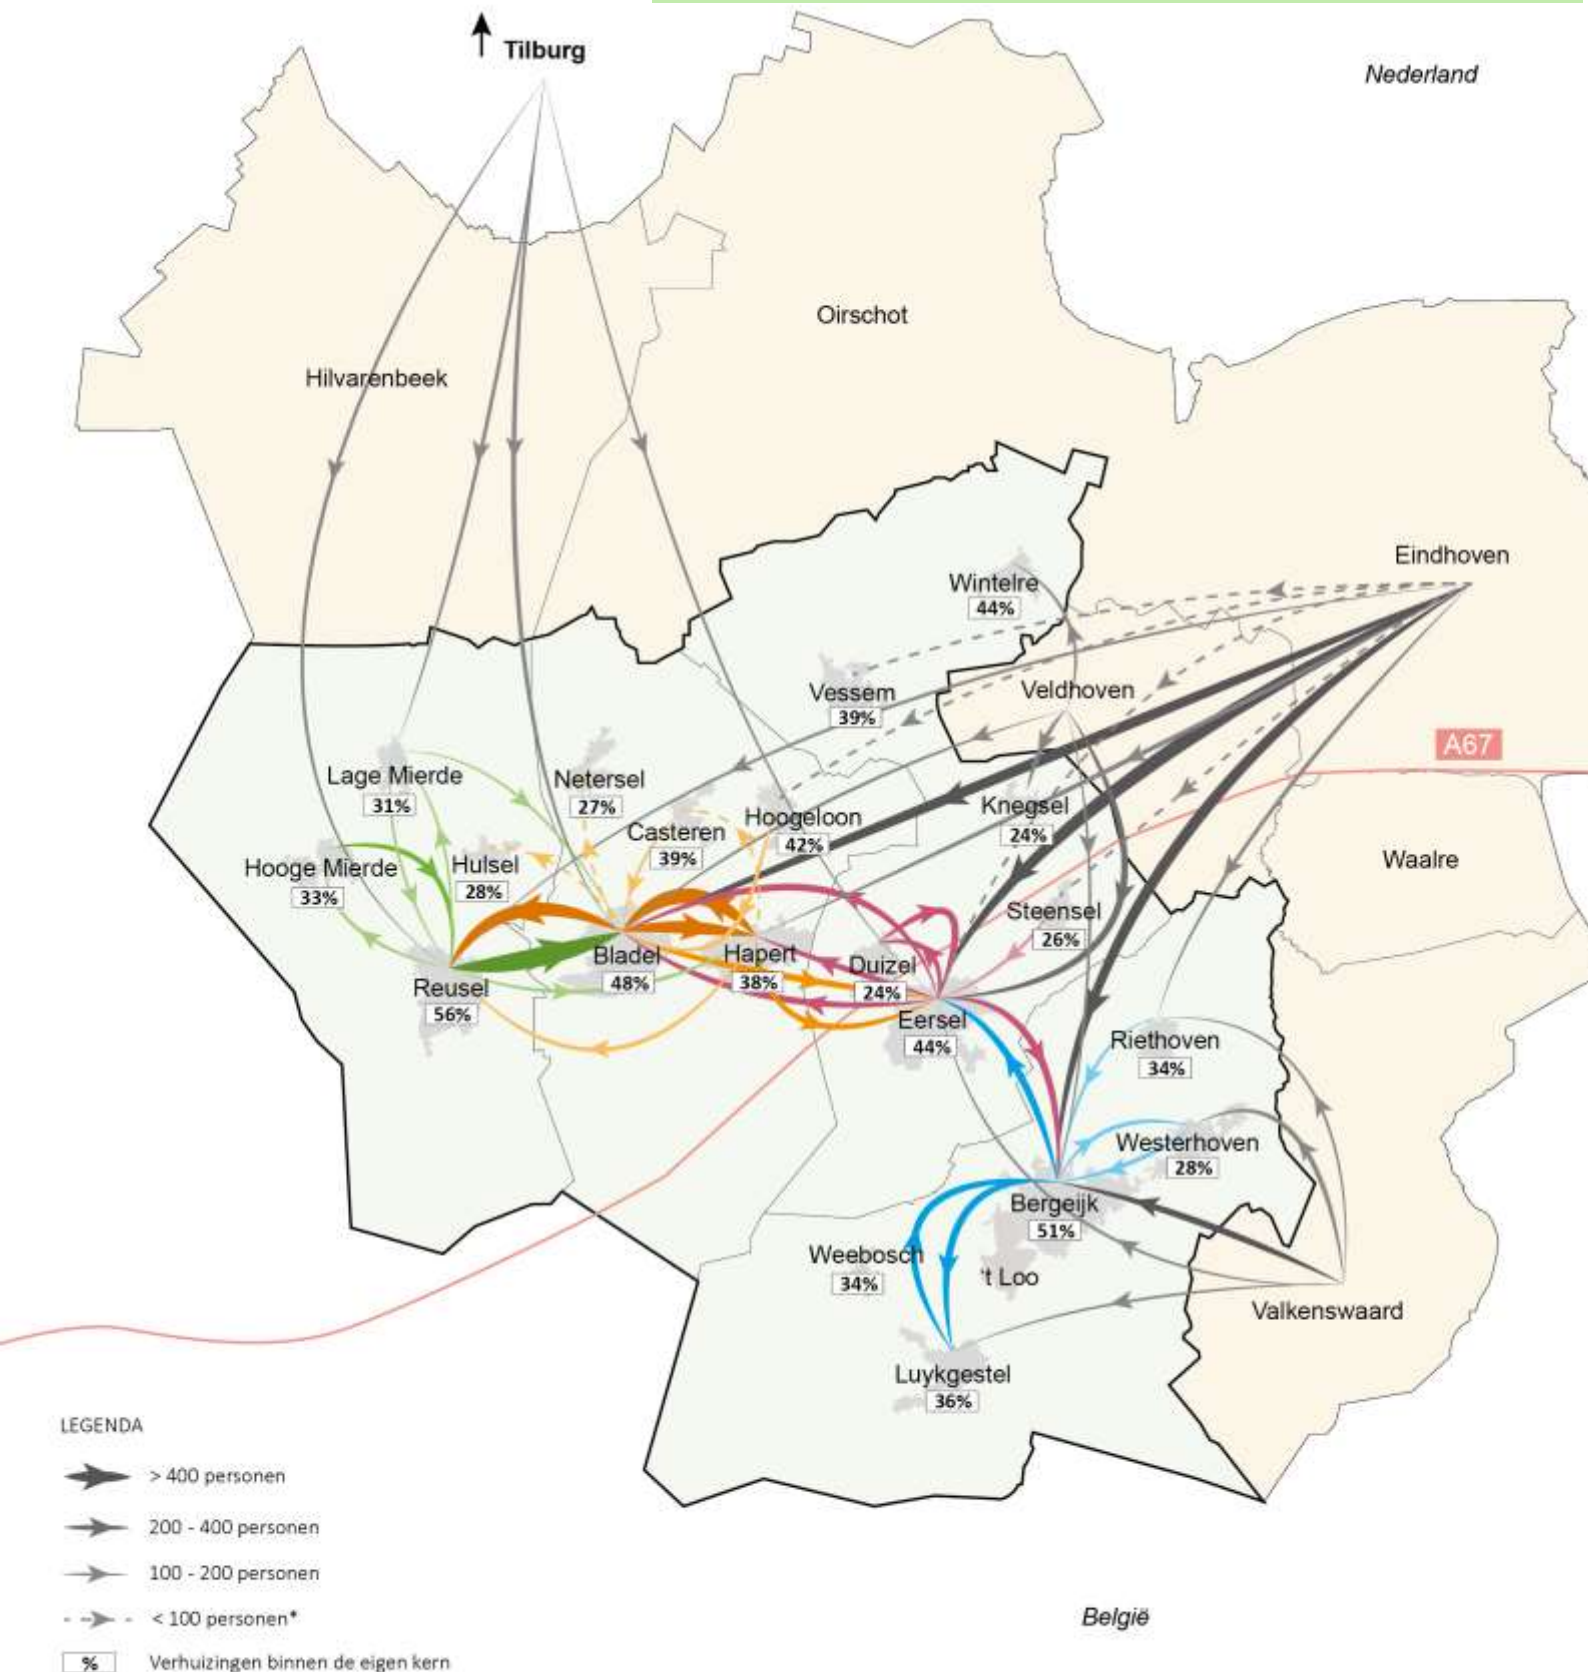 Tilburg
Nederland
Oirschot
Hilvarenbeek
Eindhoven
Wintelre
44%
Vessem
39%
Veldhoven
A67
Lage Mierde
31%
Netersel
27%
Casteren
39%
Hoogeloon
42%
Knegsel
24%
Waalre
Hooge Mierde
33%
Hulsel
28%
Steensel
26%
Bladel
48%
Hapert
38%
Duizel
24%
Reusel
56%
Eersel
44%
Riethoven
34%
Westerhoven
28%
Bergeijk
51%
Weebosch
34%
't Loo
Valkenswaard
Luykgestel
36%
LEGENDA
> 400 personen
200 - 400 personen
100 - 200 personen
< 100 personen*
% Verhuizingen binnen de eigen kern
België